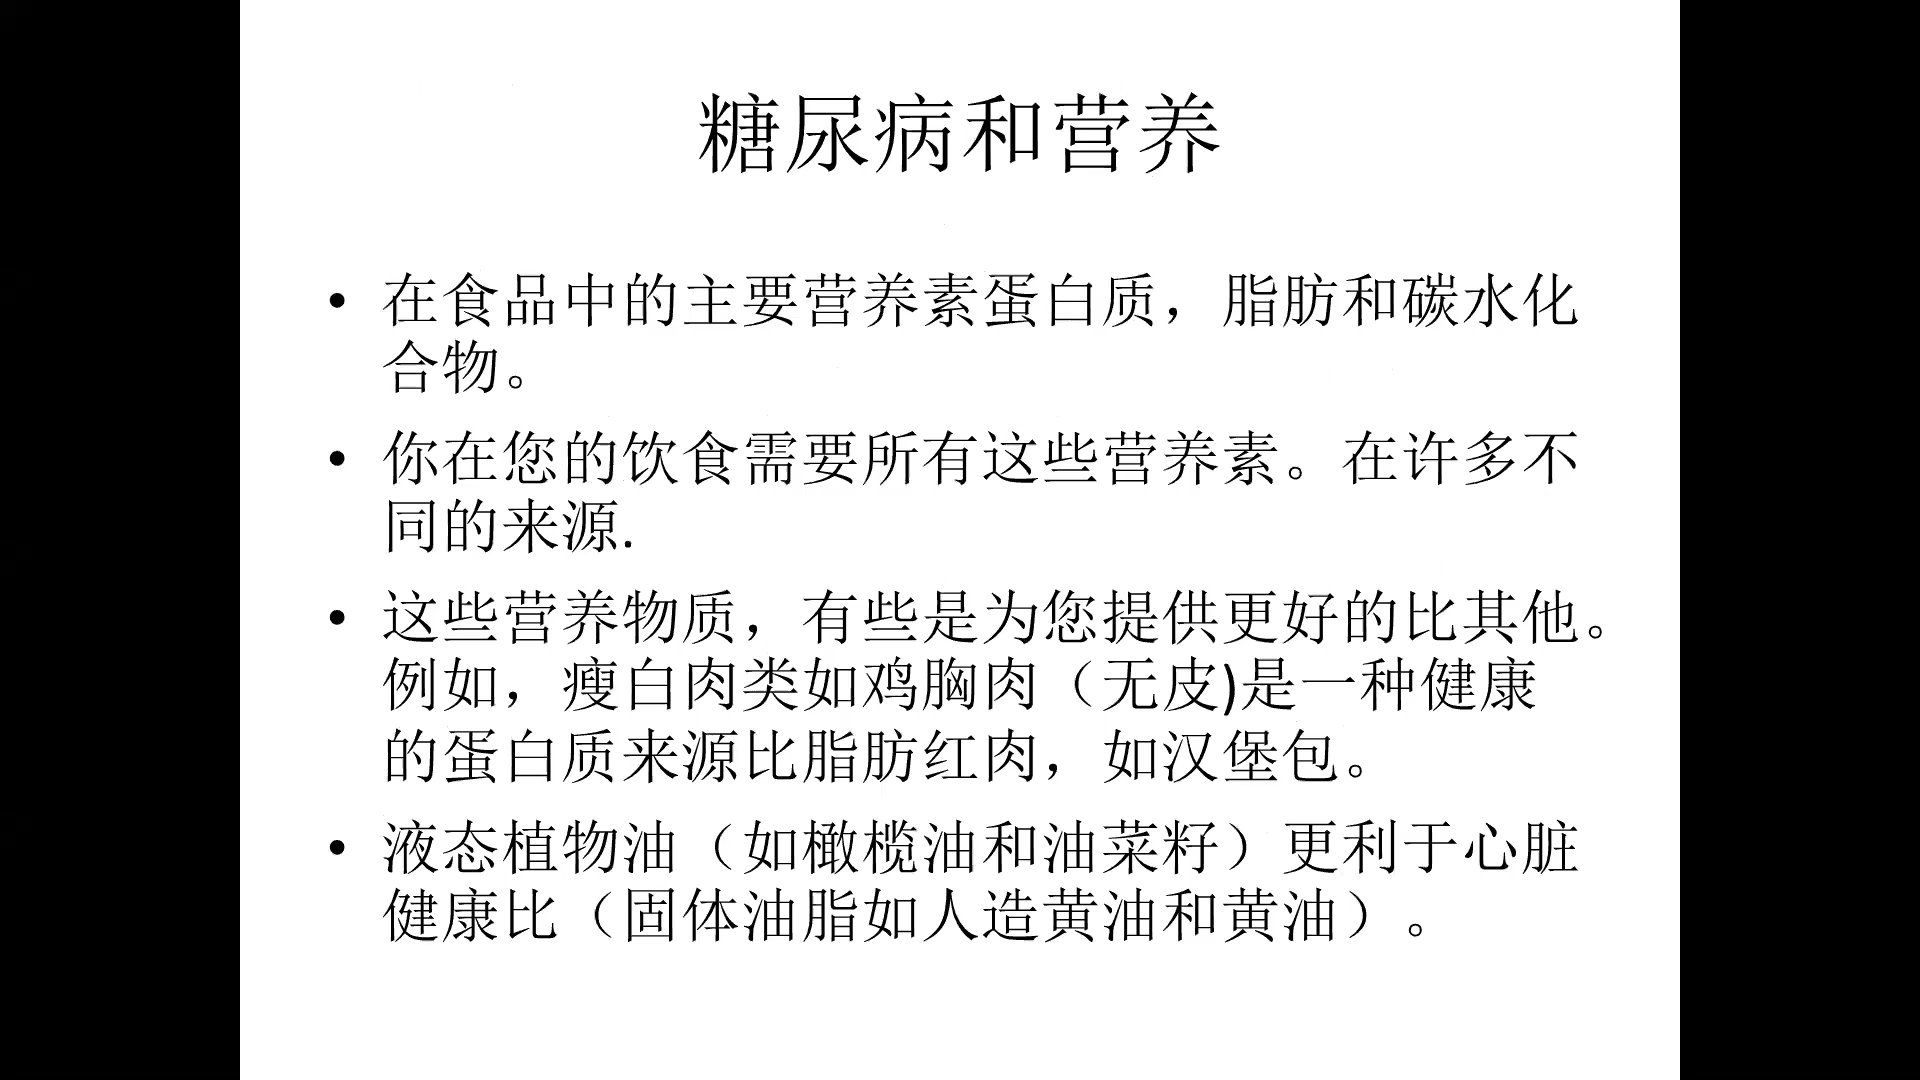 糖尿病和营养
• 在食品中的主要营养素蛋白质，脂肪和碳水化
合物。
• 你在您的饮食需要所有这些营养素。在许多不
同的来源.
• 这些营养物质，有些是为您提供更好的比其他。
例如，瘦白肉类如鸡胸肉（无皮)是一种健康
的蛋白质来源比脂肪红肉，如汉堡包。
• 液态植物油（如橄榄油和油菜籽）更利于心脏
健康比（固体油脂如人造黄油和黄油）。